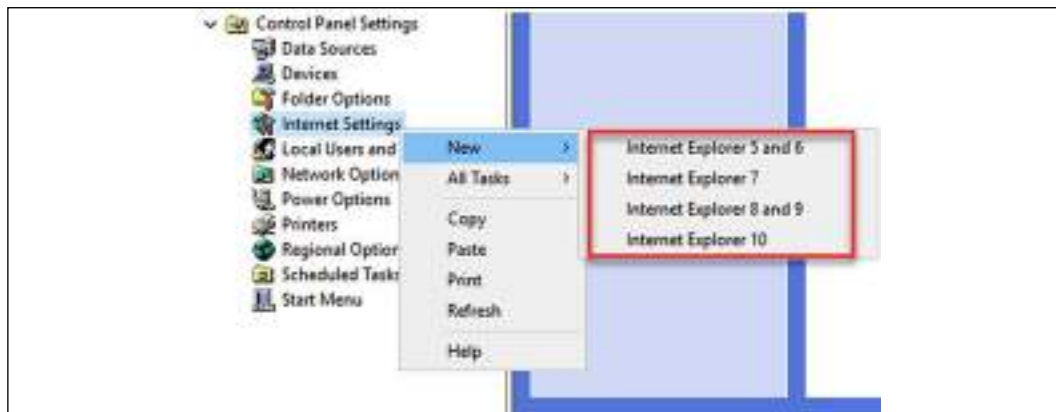 Control Panel Settings
Data Sources
Devices
Folder Options
Internet Settings
Local Users and
Network Option
Power Options
Printers
Regional Option
Scheduled Tasks
Start Menu
New
All Tasks
Copy
Paste
Print
Refresh
Help
Internet Explorer 5 and 6
Internet Explorer 7
Internet Explorer 8 and 9
Internet Explorer 10